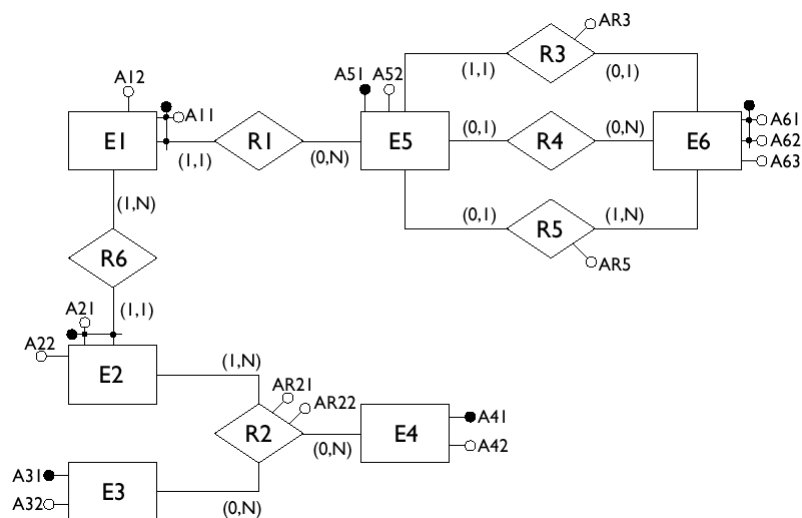 AR3
R3
A12
A51
A52
(1,1)
(0,1)
A11
A61
E1
R1
E5
(0,1)
R4
(0,N)
E6
A62
(1,1)
(0,N)
A63
(1,N)
(0,1)
R5
(1,N)
R6
AR5
A21
(1,1)
A22
E2
(1,N)
AR21
AR22
A41
R2
E4
(0,N)
A42
A31
E3
A32
(0,N)